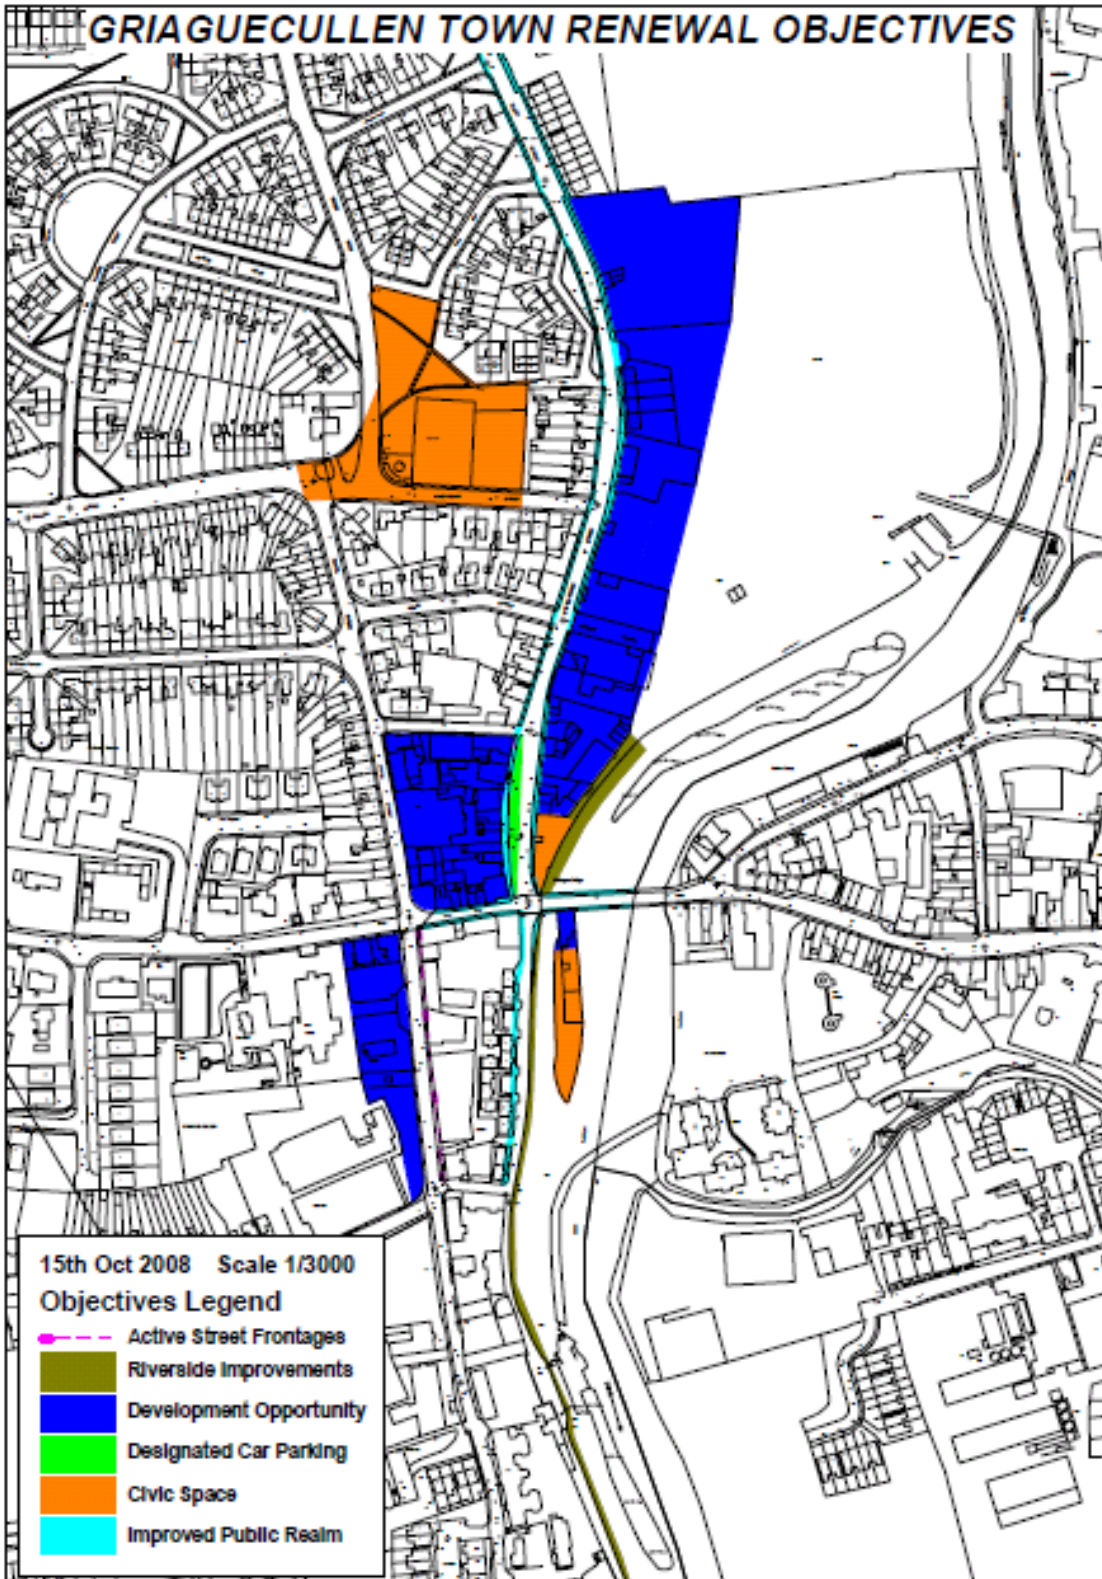 GRIAGUECULLEN TOWN RENEWAL OBJECTIVES
15th Oct 2008 Scale 1/3000
Objectives Legend
Active Street Frontages
Riverside Improvements
Development Opportunity
Designated Car Parking
Civic Space
Improved Public Realm